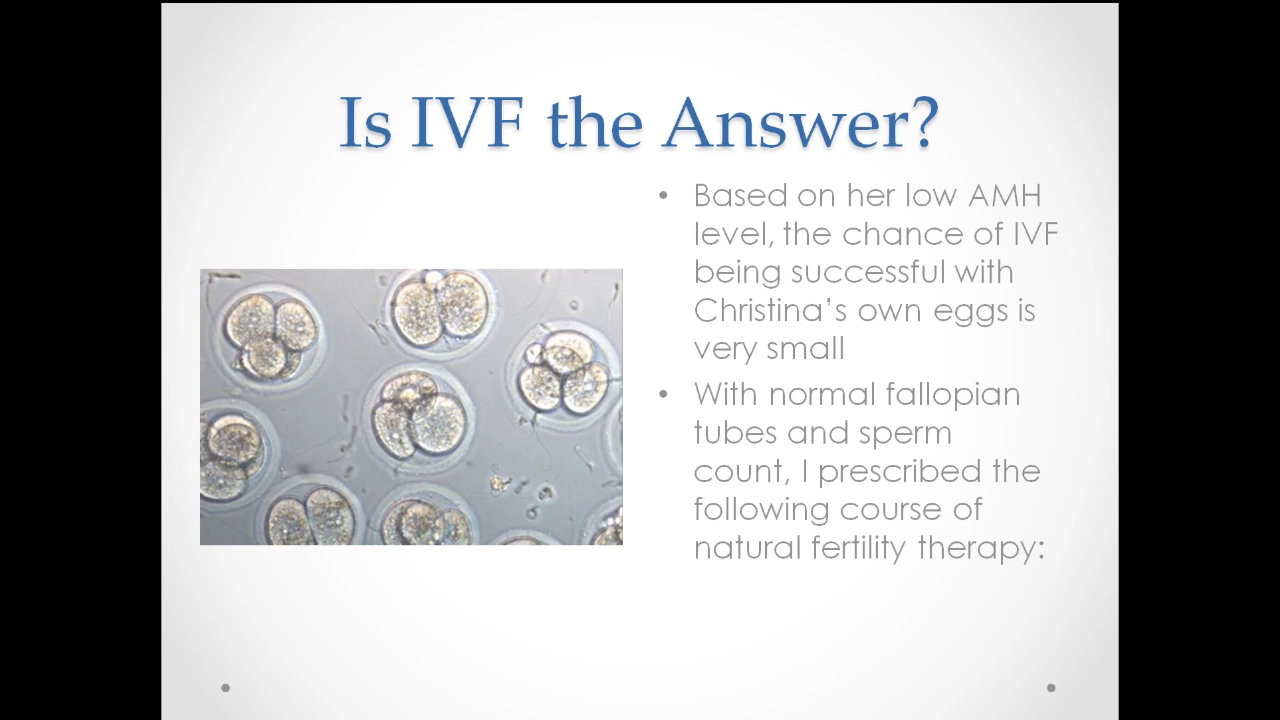 Is IVF the Answer?
• Based on her low AMH
level, the chance of IVF
being successful with
Christina’s own eggs is
very small
• With normal fallopian
tubes and sperm
count, I prescribed the
following course of
natural fertility therapy: